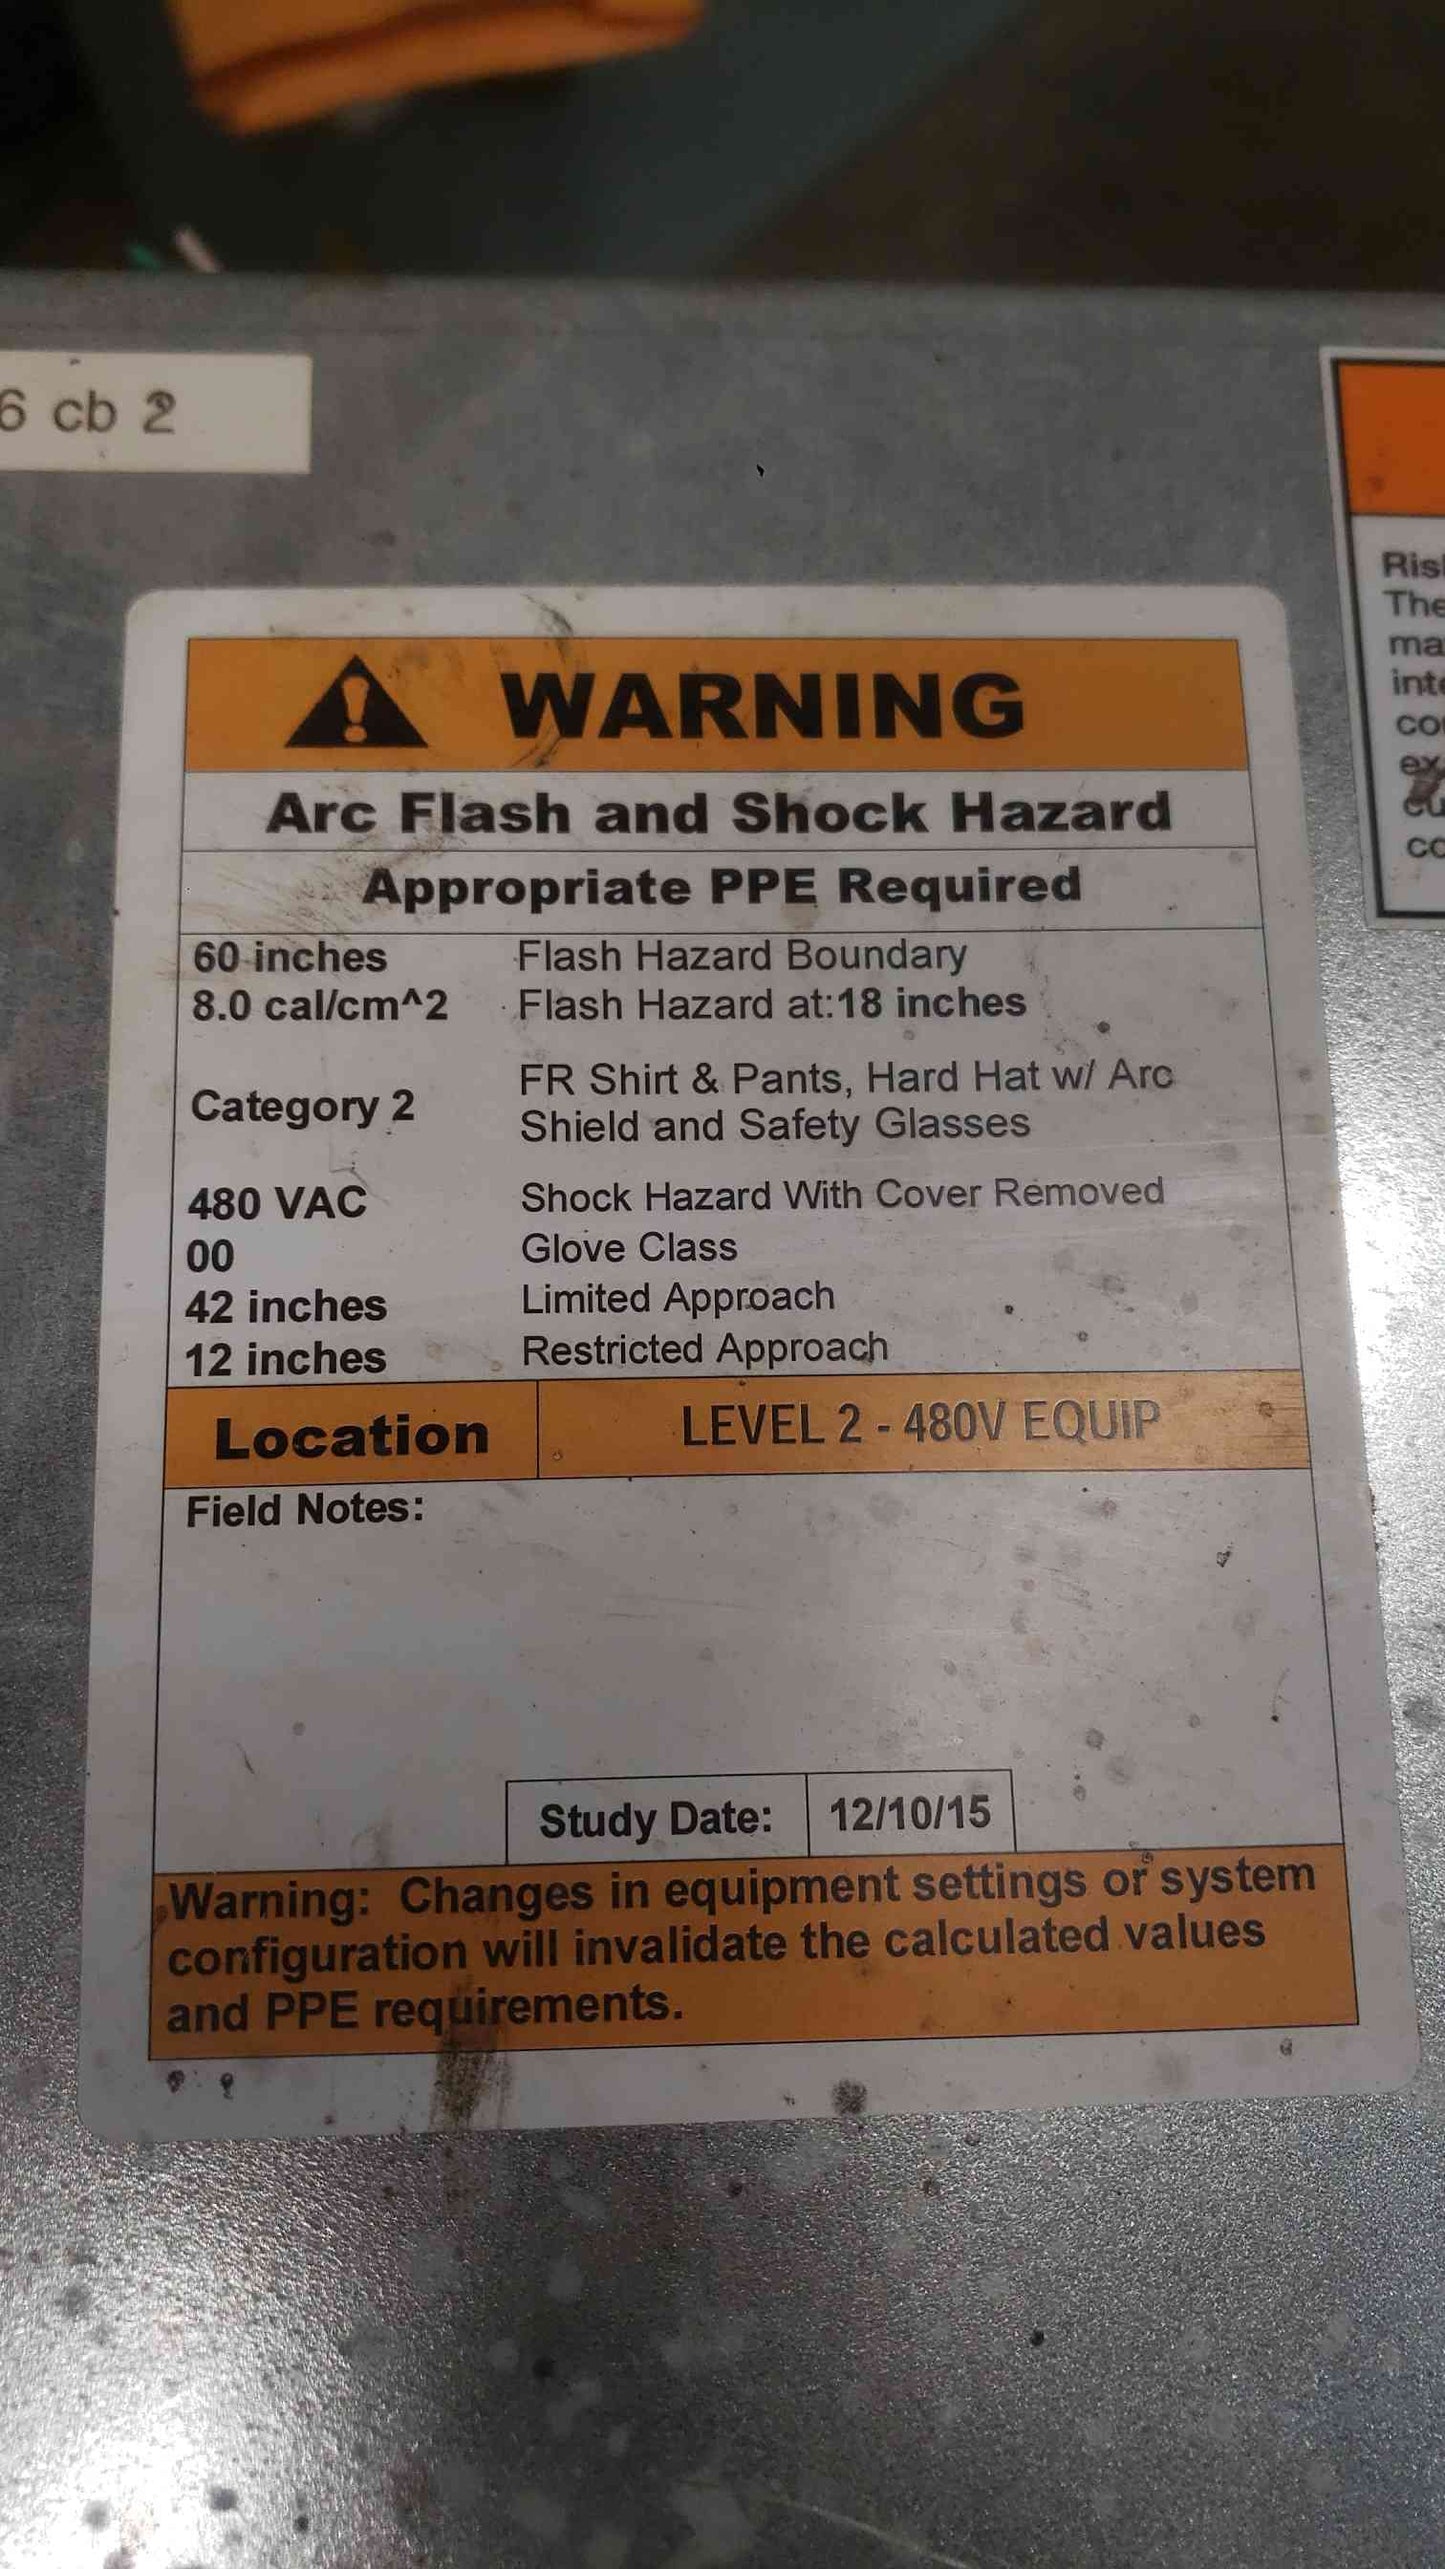 6 cb 2
WARNING
Arc Flash and Shock Hazard
Appropriate PPE Required
60 inches Flash Hazard Boundary
8.0 cal/cm^2 Flash Hazard at:18 inches
Category 2 FR Shirt & Pants, Hard Hat w/ Arc
Shield and Safety Glasses
480 VAC Shock Hazard With Cover Removed
00 Glove Class
42 inches Limited Approach
12 inches Restricted Approach
Location LEVEL 2 - 480V EQUIP
Field Notes:
Study Date: 12/10/15
Warning: Changes in equipment settings or system
configuration will invalidate the calculated values
and PPE requirements.
The